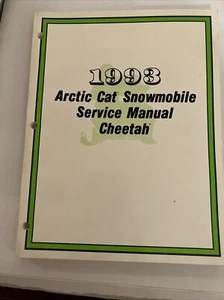 1993
Arctic Cat Snowmobile
Service Manual
Cheetah